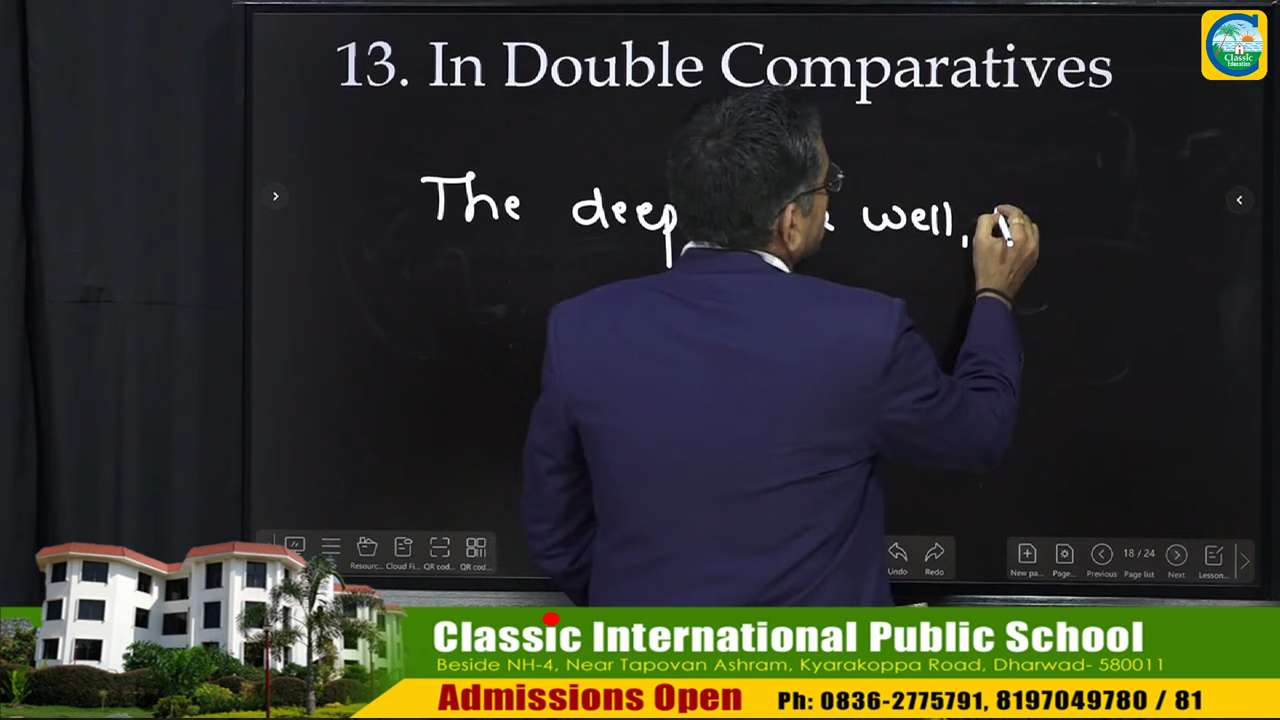 13. In Double Comparatives
The deep well,
Resourc... Cloud Fi... QR cod... QR cod... Undo Redo New pa... Page... Previous 18 / 24 Page list Next Lesson...
Classic
Education
Classic International Public School
Beside NH-4, Near Tapovan Ashram, Kyarakoppa Road, Dharwad- 580011
Admissions Open Ph: 0836-2775791, 8197049780 / 81